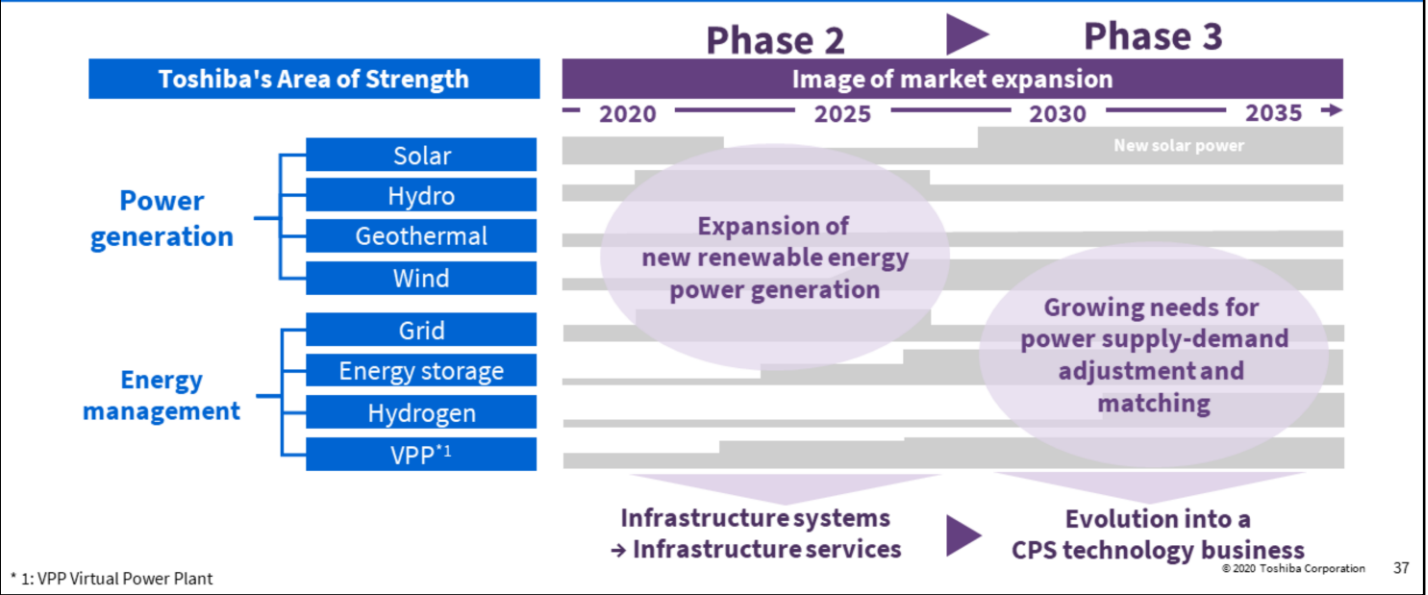 Phase 2
Phase 3
Toshiba's Area of Strength
Image of market expansion
2020
2025
2030
2035
Power
generation
Solar
Hydro
Geothermal
Wind
New solar power
Expansion of
new renewable energy
power generation
Energy
management
Grid
Energy storage
Hydrogen
VPP*1
Growing needs for
power supply-demand
adjustment and
matching
Infrastructure systems
→ Infrastructure services
Evolution into a
CPS technology business
* 1: VPP Virtual Power Plant
© 2020 Toshiba Corporation
37